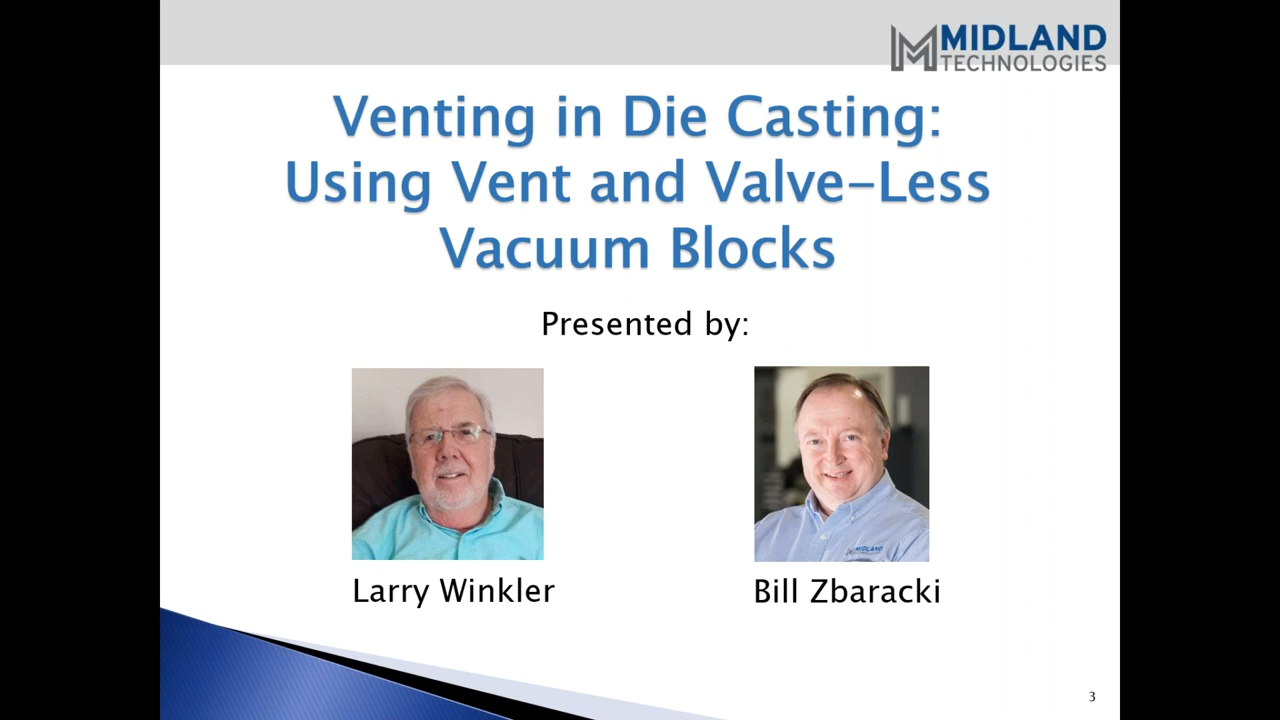 MIDLAND
TECHNOLOGIES
Venting in Die Casting:
Using Vent and Valve-Less
Vacuum Blocks
Presented by:
MIDLAND
Larry Winkler
Bill Zbaracki
3